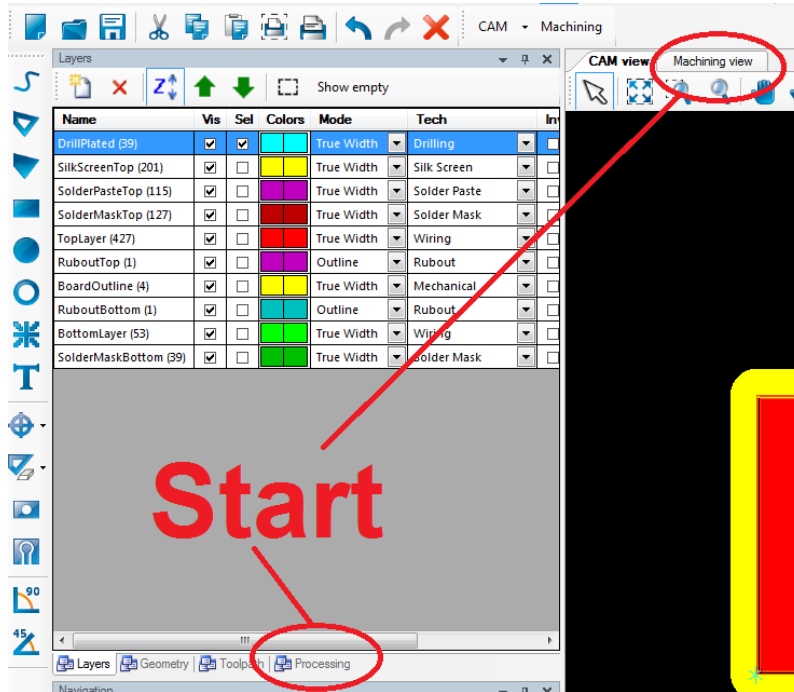 CAM Machining
Layers
CAM view Machining view
Z Show empty
Name Vis Sel Colors Mode Tech
DrillPlated (39) True Width Drilling
SilkScreenTop (201) True Width Silk Screen
SolderPasteTop (115) True Width Solder Paste
SolderMaskTop (127) True Width Solder Mask
TopLayer (427) True Width Wiring
RuboutTop (1) Outline Rubout
BoardOutline (4) True Width Mechanical
RuboutBottom (1) Outline Rubout
BottomLayer (53) True Width Wiring
SolderMaskBottom (39) True Width Solder Mask
T
Start
90
45
Layers Geometry Toolpath Processing
Navigation